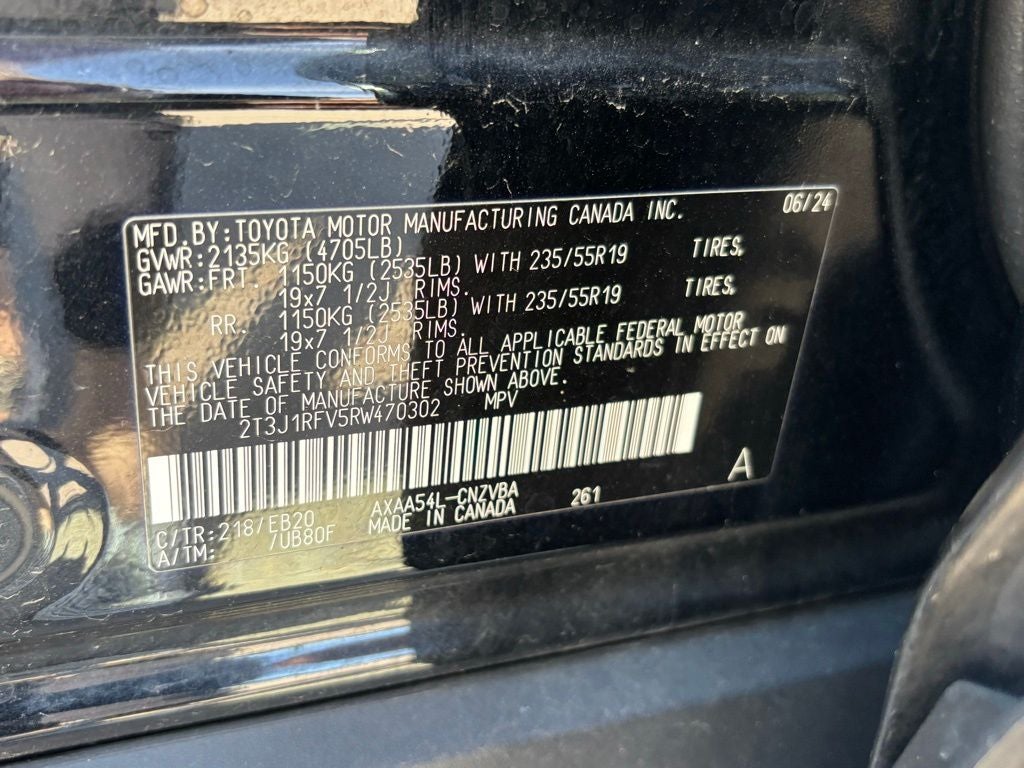 06/24
MFD.BY:TOYOTA MOTOR MANUFACTURING CANADA INC.
GVWR:2135KG (4705LB)
GAWR:FRT. 1150KG (2535LB) WITH 235/55R19 TIRES,
19x7 1/2J RIMS.
RR. 1150KG (2535LB) WITH 235/55R19 TIRES,
19x7 1/2J RIMS.
THIS VEHICLE CONFORMS TO ALL APPLICABLE FEDERAL MOTOR
VEHICLE SAFETY AND THEFT PREVENTION STANDARDS IN EFFECT ON
THE DATE OF MANUFACTURE SHOWN ABOVE.
2T3J1RFV5RW470302 MPV
A
C/TR:218/EB20 AXAA54L-CNZVBA 261
A/TM: /UB80F MADE IN CANADA